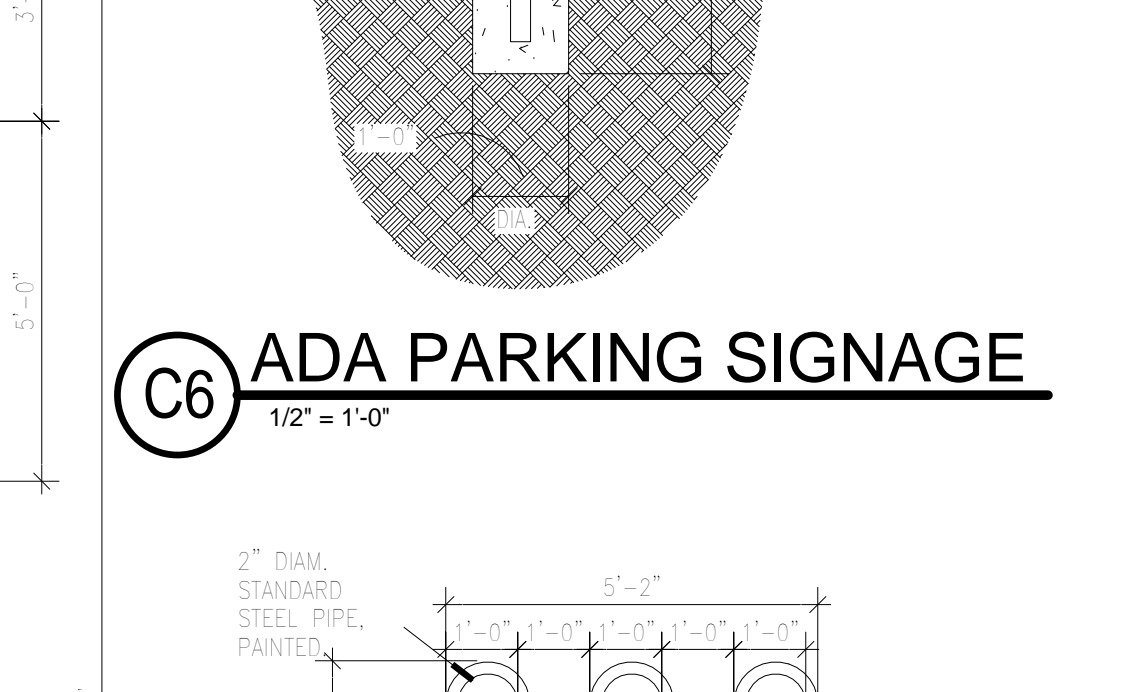 1'-0"
DIA.
5'-0"
C6
ADA PARKING SIGNAGE
1/2" = 1'-0"
2" DIAM.
STANDARD
STEEL PIPE,
PAINTED.
5'-2"
1'-0" 1'-0" 1'-0" 1'-0" 1'-0"